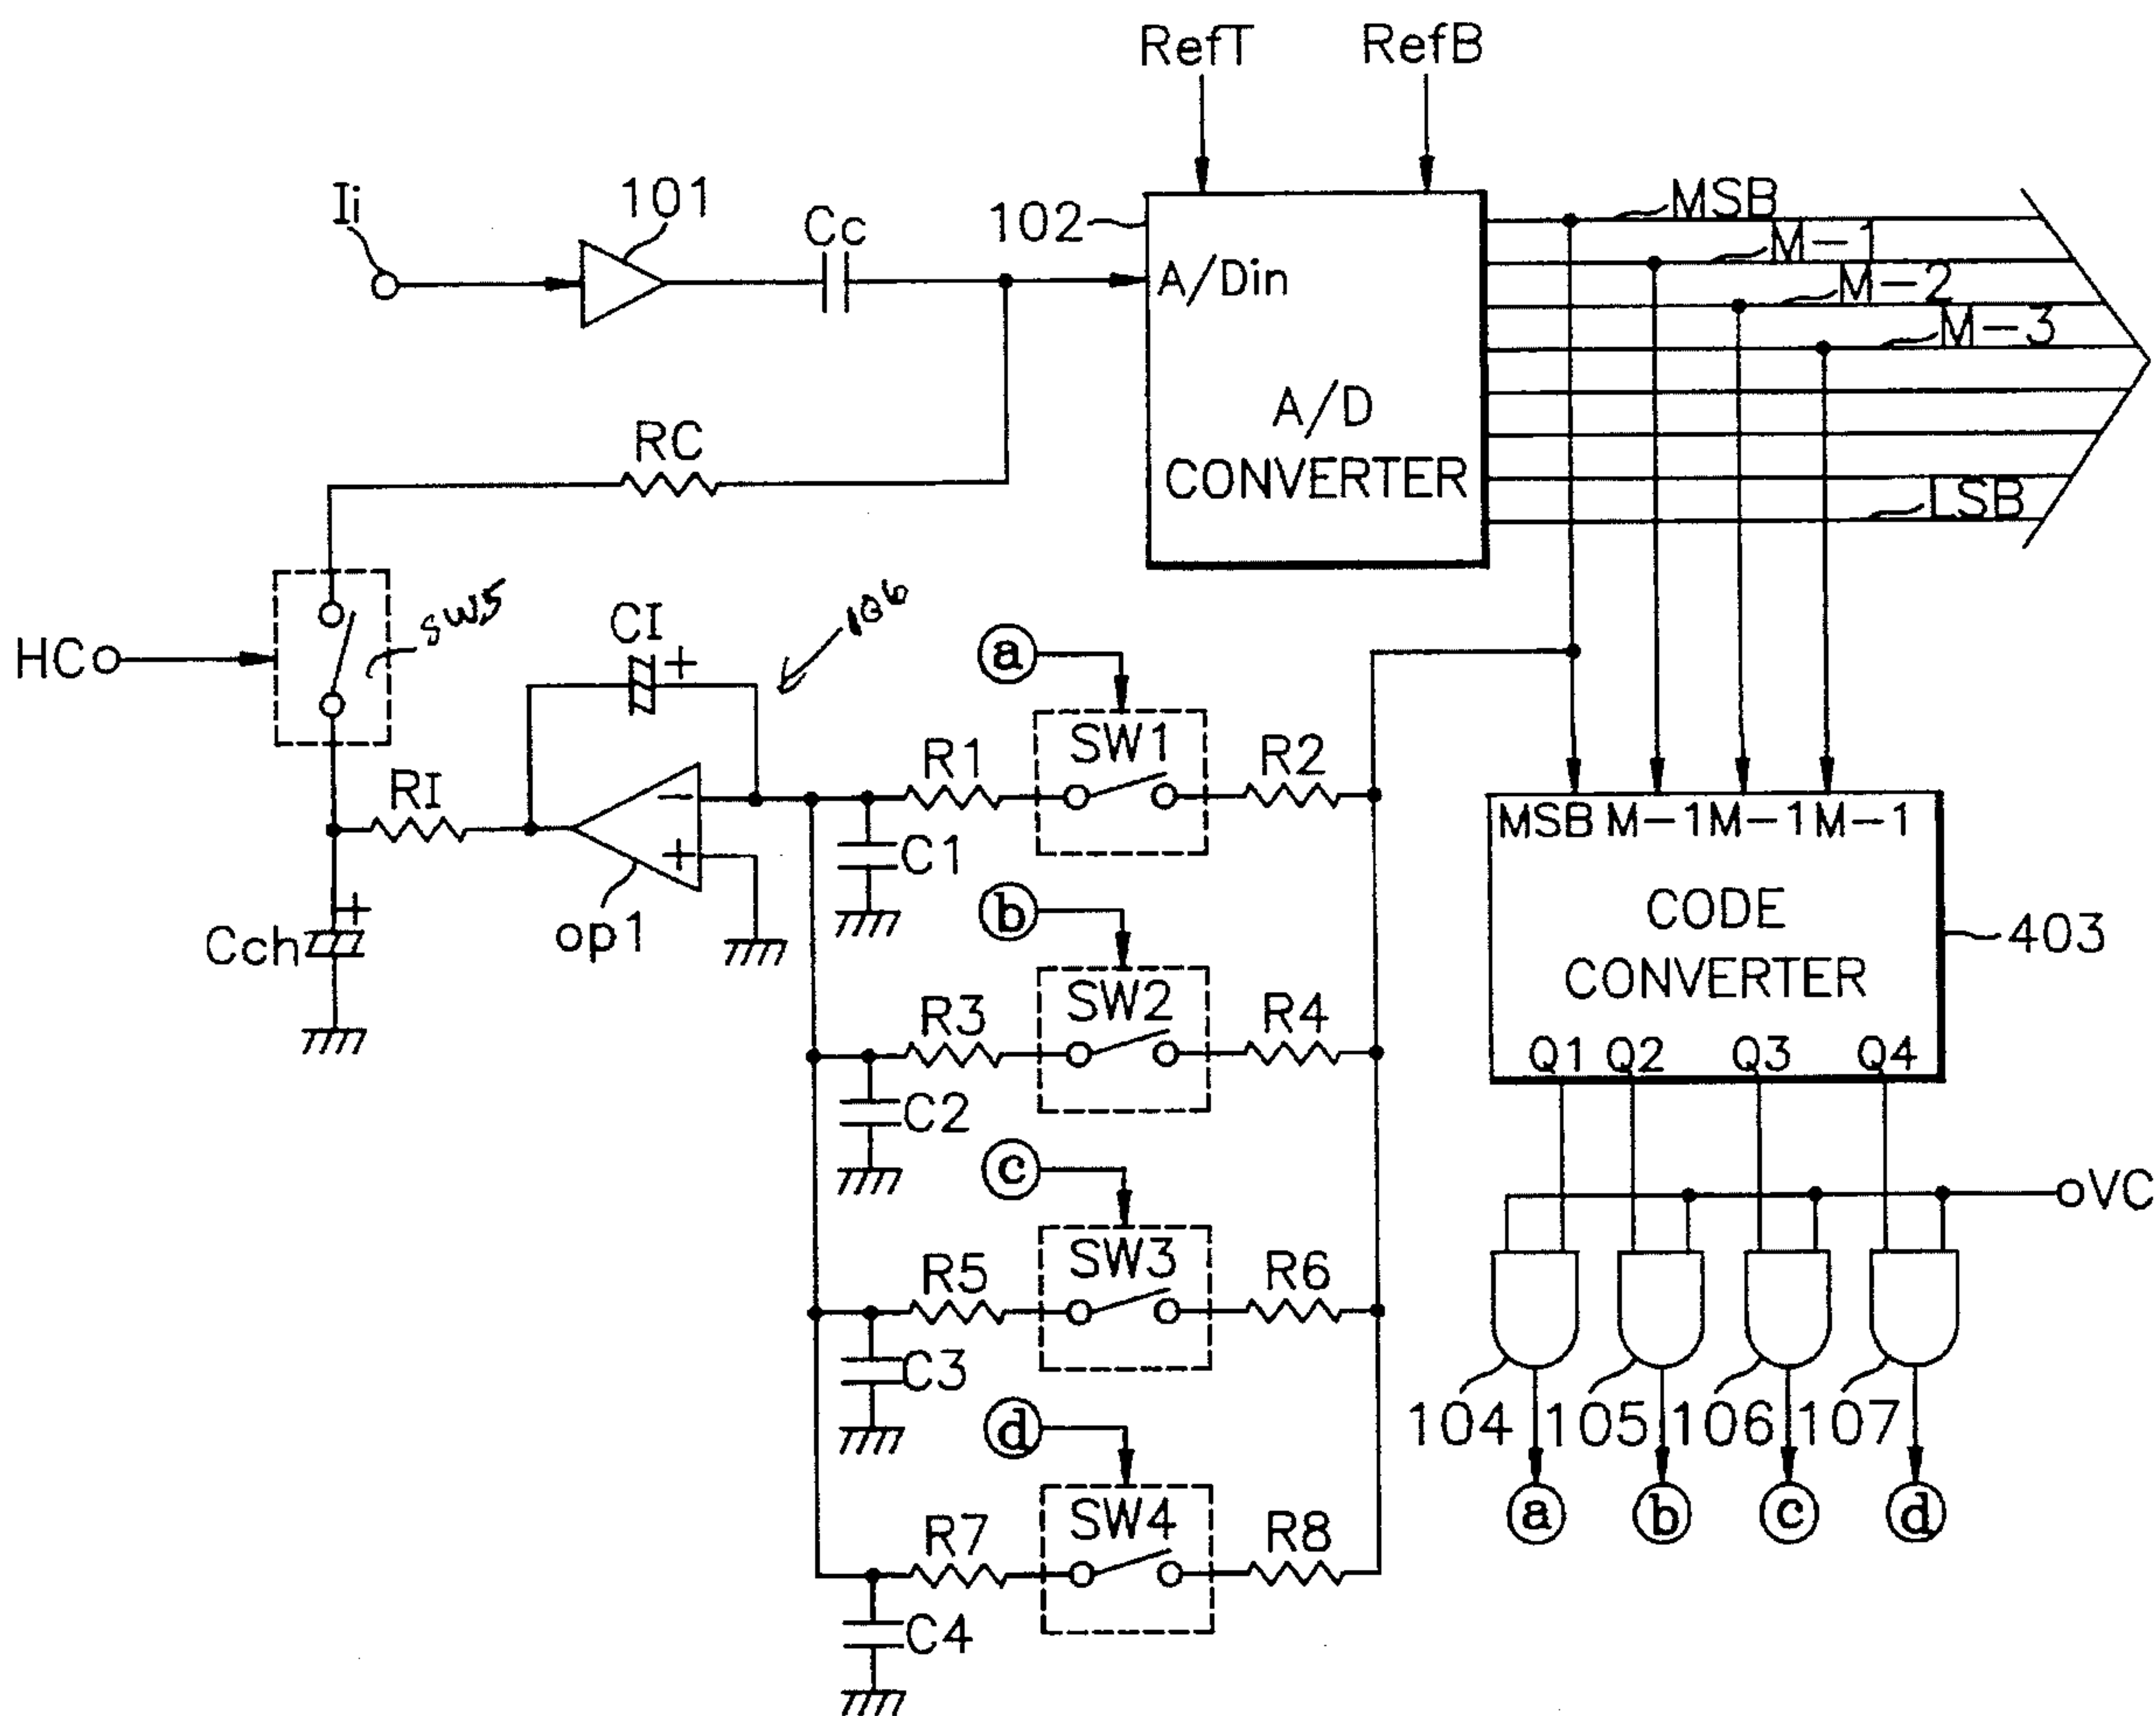 RefT RefB
Ii
101
Cc
102
A/Din
A/D
CONVERTER
MSB
M-1
M-2
M-3
LSB
RC
HC
SW5
CI
+
106
RI
-
+
op1
+
Cch
a
SW1
R1
R2
C1
b
SW2
R3
R4
C2
c
SW3
R5
R6
C3
d
SW4
R7
R8
C4
MSB M-1 M-1 M-1
CODE
CONVERTER
403
Q1 Q2 Q3 Q4
VC
104 105 106 107
a b c d